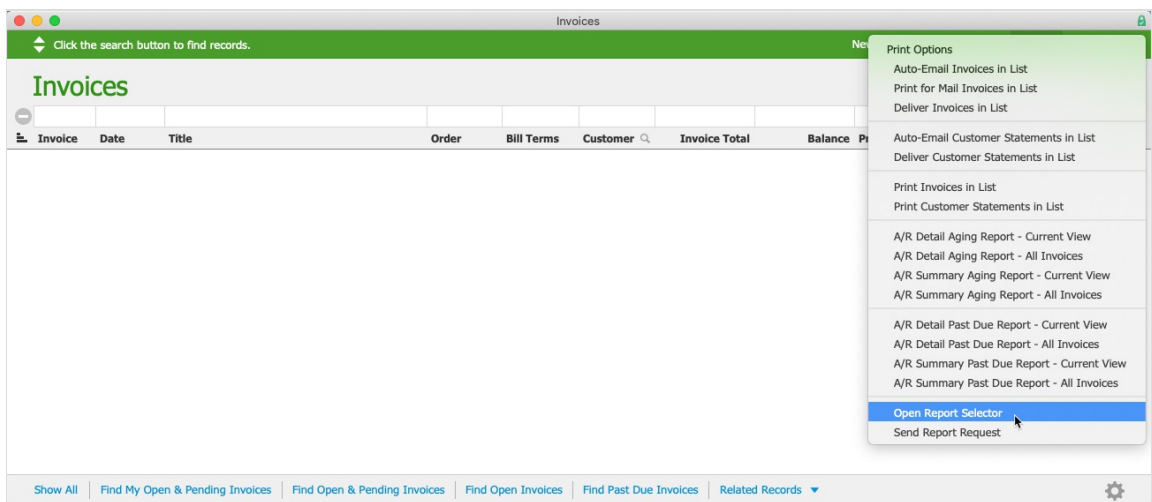 Invoices
Click the search button to find records.
Print Options
Auto-Email Invoices in List
Print for Mail Invoices in List
Deliver Invoices in List
Auto-Email Customer Statements in List
Deliver Customer Statements in List
Print Invoices in List
Print Customer Statements in List
A/R Detail Aging Report - Current View
A/R Detail Aging Report - All Invoices
A/R Summary Aging Report - Current View
A/R Summary Aging Report - All Invoices
A/R Detail Past Due Report - Current View
A/R Detail Past Due Report - All Invoices
A/R Summary Past Due Report - Current View
A/R Summary Past Due Report - All Invoices
Open Report Selector
Send Report Request
Invoices
Invoice Date Title Order Bill Terms Customer Invoice Total Balance
Show All Find My Open & Pending Invoices Find Open & Pending Invoices Find Open Invoices Find Past Due Invoices Related Records